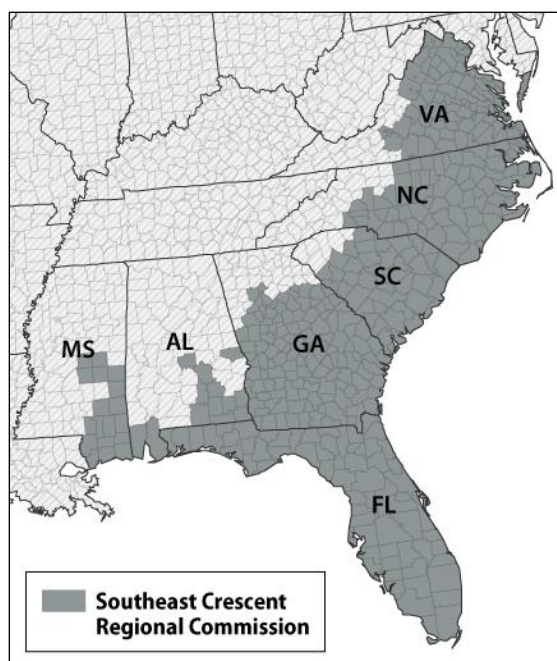 VA
NC
SC
MS
AL
GA
FL
Southeast Crescent
Regional Commission